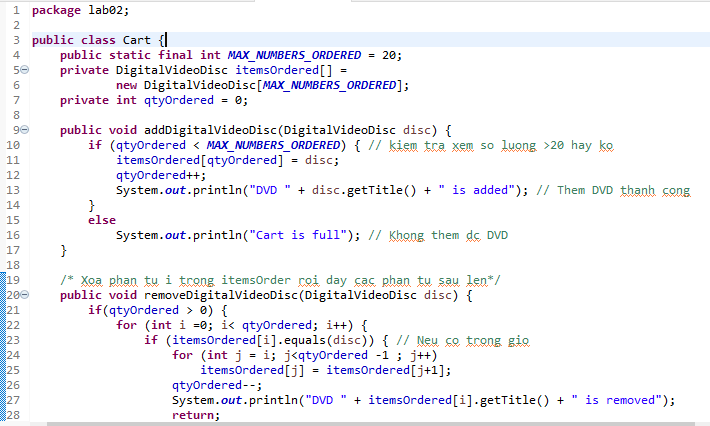 1 package lab02;
2
3 public class Cart {
4     public static final int MAX_NUMBERS_ORDERED = 20;
5     private DigitalVideoDisc itemsOrdered[] =
6             new DigitalVideoDisc[MAX_NUMBERS_ORDERED];
7     private int qtyOrdered = 0;
8
9     public void addDigitalVideoDisc(DigitalVideoDisc disc) {
10         if (qtyOrdered < MAX_NUMBERS_ORDERED) { // kiem tra xem so luong >20 hay ko
11             itemsOrdered[qtyOrdered] = disc;
12             qtyOrdered++;
13             System.out.println("DVD " + disc.getTitle() + " is added"); // Them DVD thanh cong
14         }
15         else
16             System.out.println("Cart is full"); // Khong them dc DVD
17     }
18
19     /* Xoa phan tu i trong itemsOrder roi day cac phan tu sau len*/
20     public void removeDigitalVideoDisc(DigitalVideoDisc disc) {
21         if(qtyOrdered > 0) {
22             for (int i =0; i< qtyOrdered; i++) {
23                 if (itemsOrdered[i].equals(disc)) { // Neu co trong gio
24                     for (int j = i; j<qtyOrdered -1 ; j++)
25                         itemsOrdered[j] = itemsOrdered[j+1];
26                     qtyOrdered--;
27                     System.out.println("DVD " + itemsOrdered[i].getTitle() + " is removed");
28                     return;